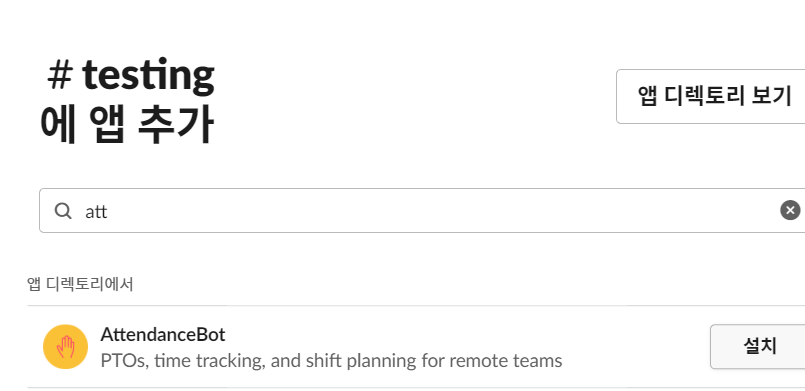 # testing
에 앱 추가
앱 디렉토리 보기
att
앱 디렉토리에서
AttendanceBot
PTOs, time tracking, and shift planning for remote teams
설치